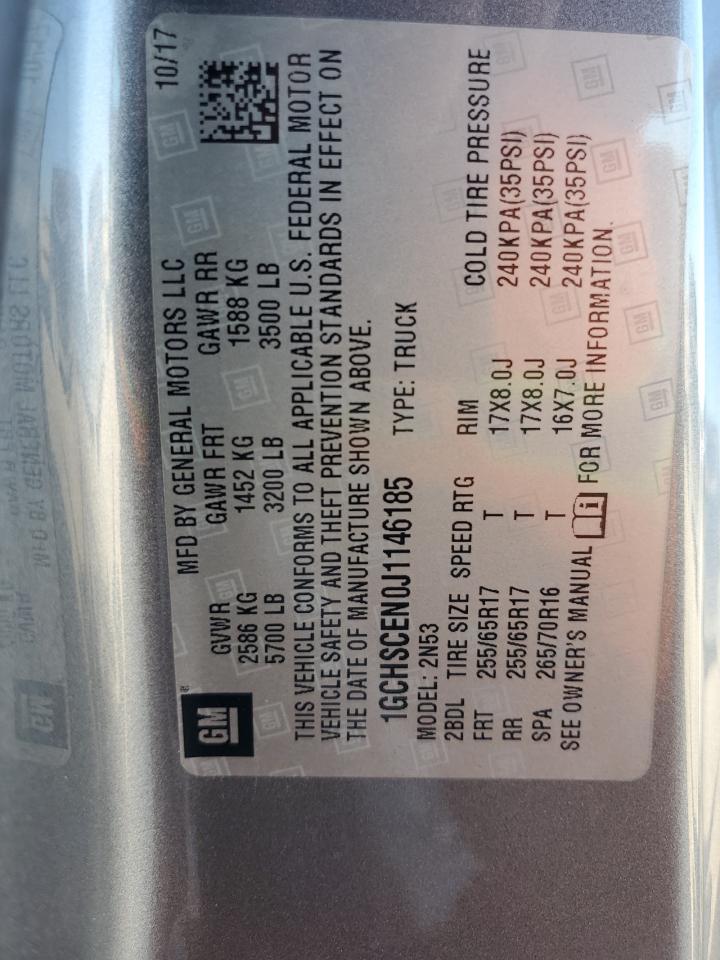 10/17
MFD BY GENERAL MOTORS LLC
GVWR GAWR FRT GAWR RR
2586 KG 1452 KG 1588 KG
5700 LB 3200 LB 3500 LB
GM
THIS VEHICLE CONFORMS TO ALL APPLICABLE U.S. FEDERAL MOTOR
VEHICLE SAFETY AND THEFT PREVENTION STANDARDS IN EFFECT ON
THE DATE OF MANUFACTURE SHOWN ABOVE.
1GCHSCEN0J1146185 TYPE: TRUCK
MODEL: 2N53
2BDL TIRE SIZE SPEED RTG RIM COLD TIRE PRESSURE
FRT 255/65R17 T 17X8.0J 240KPA(35PSI)
RR 255/65R17 T 17X8.0J 240KPA(35PSI)
SPA 265/70R16 T 16X7.0J 240KPA(35PSI)
SEE OWNER'S MANUAL FOR MORE INFORMATION.